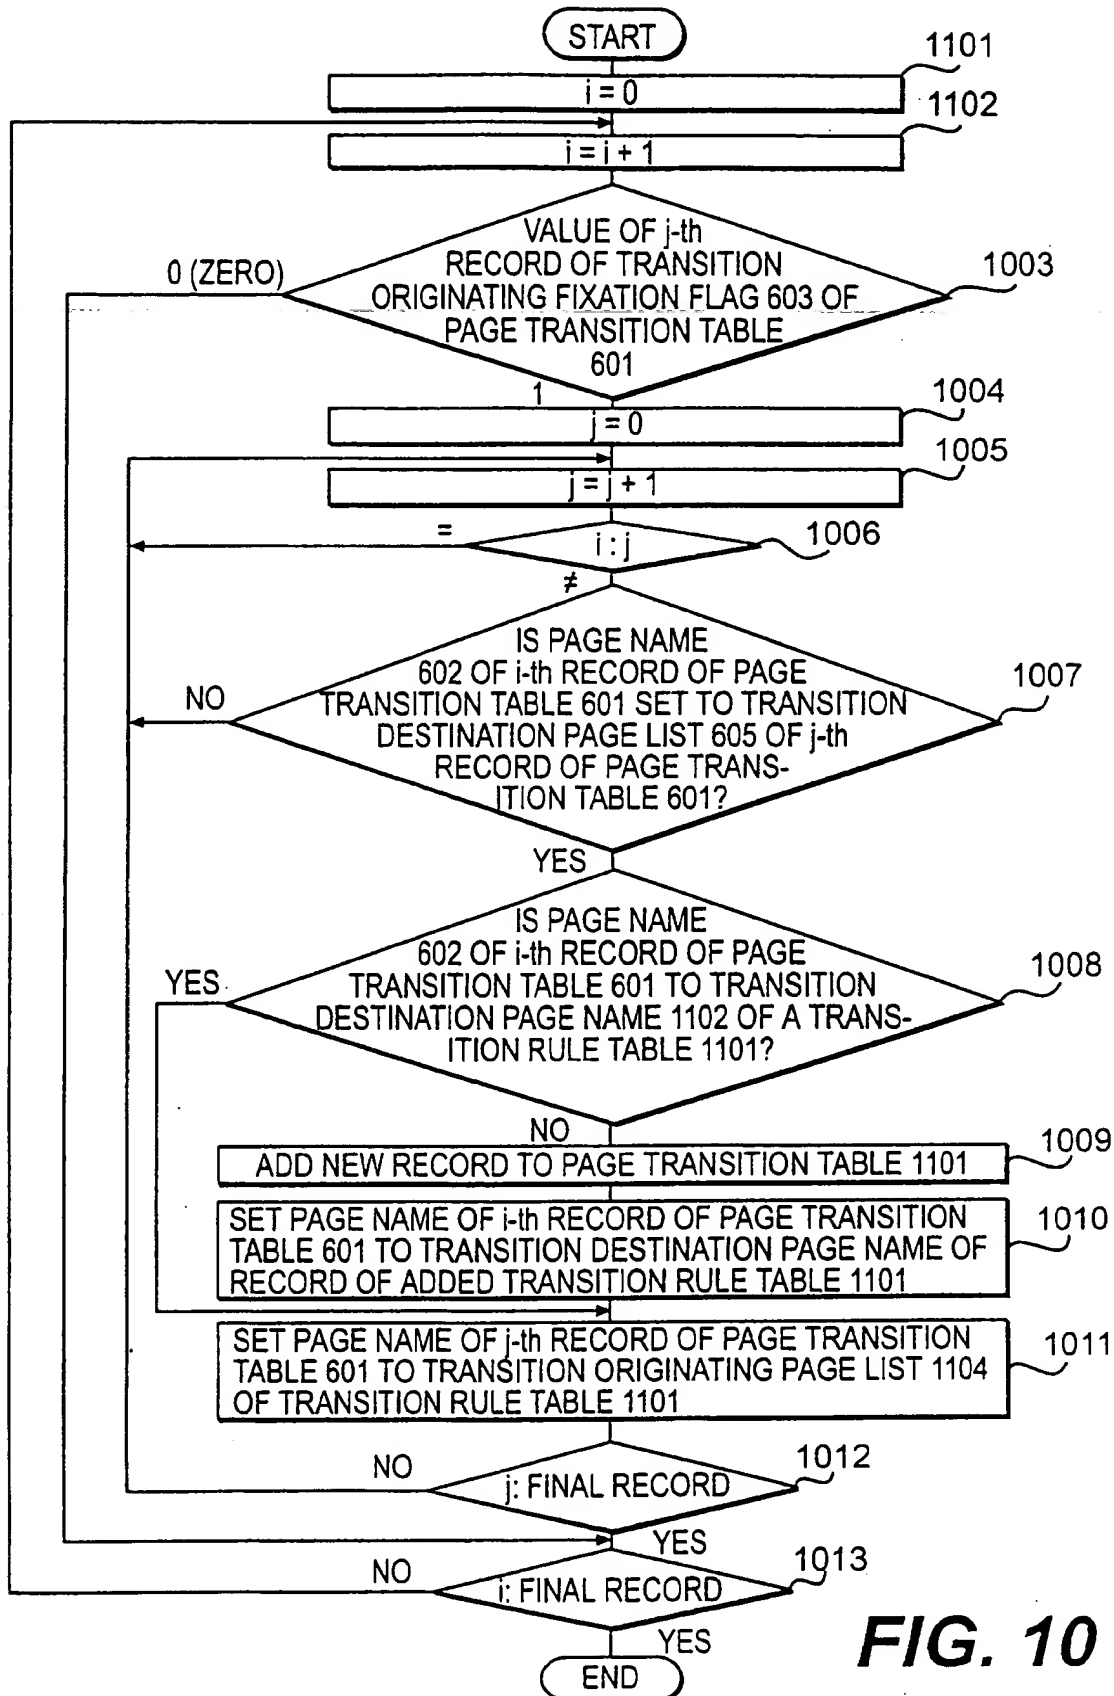 START
1101
i = 0
1102
i = i + 1
VALUE OF j-th
RECORD OF TRANSITION
ORIGINATING FIXATION FLAG 603 OF
PAGE TRANSITION TABLE
601
0 (ZERO)
1003
1
1004
j = 0
1005
j = j + 1
=
i : j
1006
≠
IS PAGE NAME
602 OF i-th RECORD OF PAGE
TRANSITION TABLE 601 SET TO TRANSITION
DESTINATION PAGE LIST 605 OF j-th
RECORD OF PAGE TRANS-
ITION TABLE 601?
NO
1007
YES
IS PAGE NAME
602 OF i-th RECORD OF PAGE
TRANSITION TABLE 601 TO TRANSITION
DESTINATION PAGE NAME 1102 OF A TRANS-
ITION RULE TABLE 1101?
YES
1008
NO
1009
ADD NEW RECORD TO PAGE TRANSITION TABLE 1101
SET PAGE NAME OF i-th RECORD OF PAGE TRANSITION
TABLE 601 TO TRANSITION DESTINATION PAGE NAME OF
RECORD OF ADDED TRANSITION RULE TABLE 1101
1010
SET PAGE NAME OF j-th RECORD OF PAGE TRANSITION
TABLE 601 TO TRANSITION ORIGINATING PAGE LIST 1104
OF TRANSITION RULE TABLE 1101
1011
NO
j: FINAL RECORD
1012
YES
NO
i: FINAL RECORD
1013
YES
END
FIG. 10